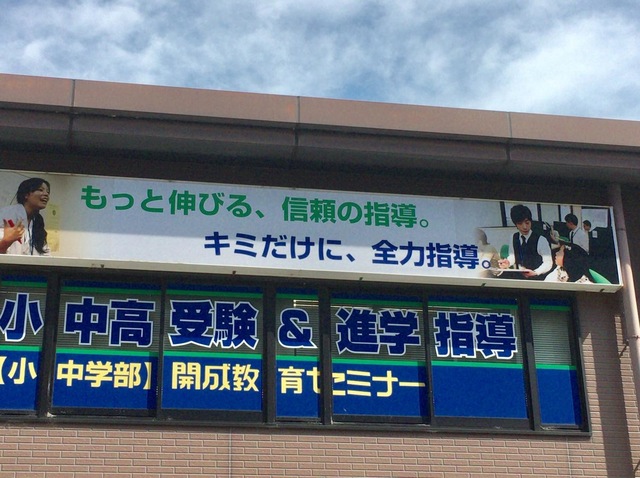 もっと伸びる、信頼の指導。
キミだけに、全力指導。
小 中高 受験 & 進学 指導
【小 中学部】 開成教育セミナー